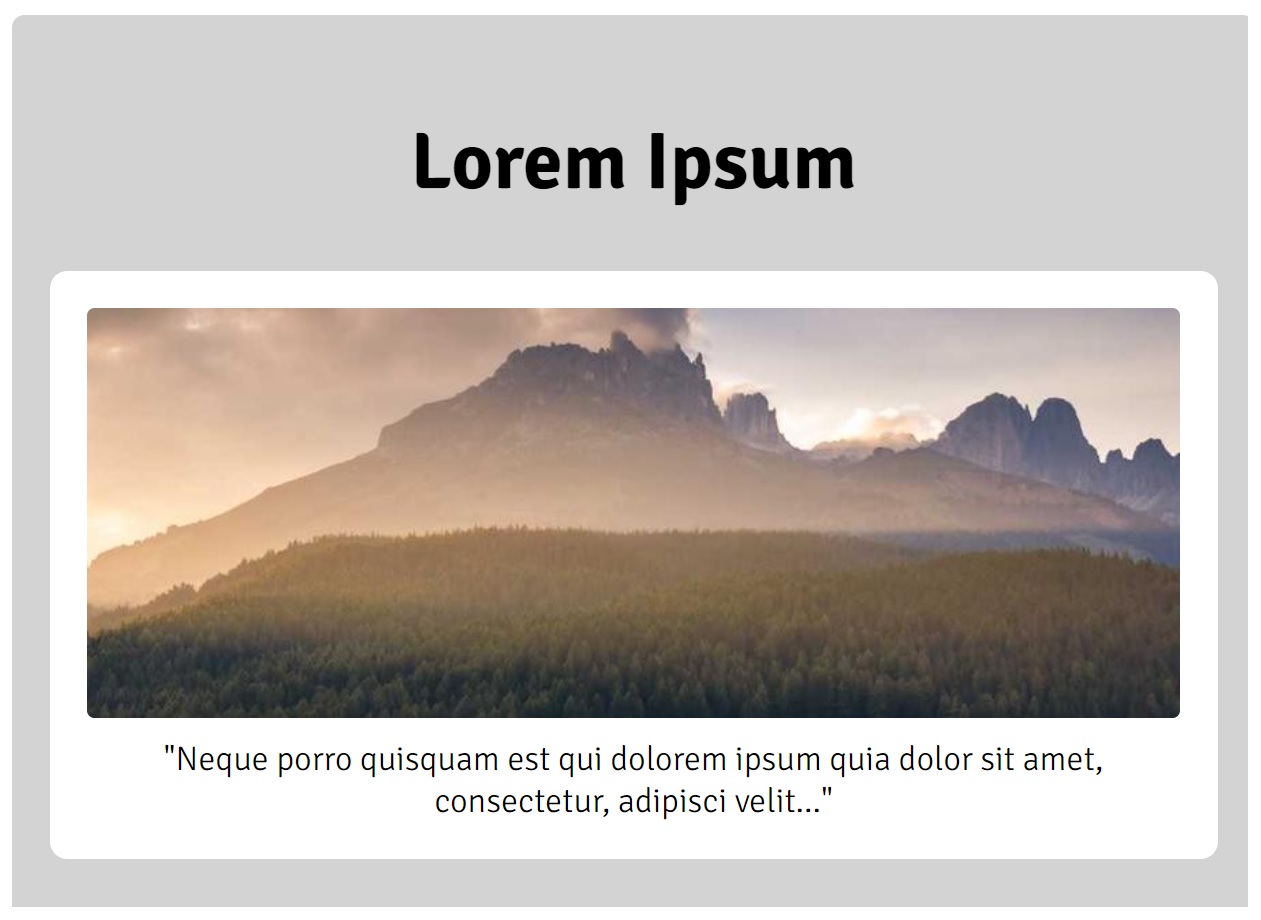 Lorem Ipsum
"Neque porro quisquam est qui dolorem ipsum quia dolor sit amet,
consectetur, adipisci velit..."